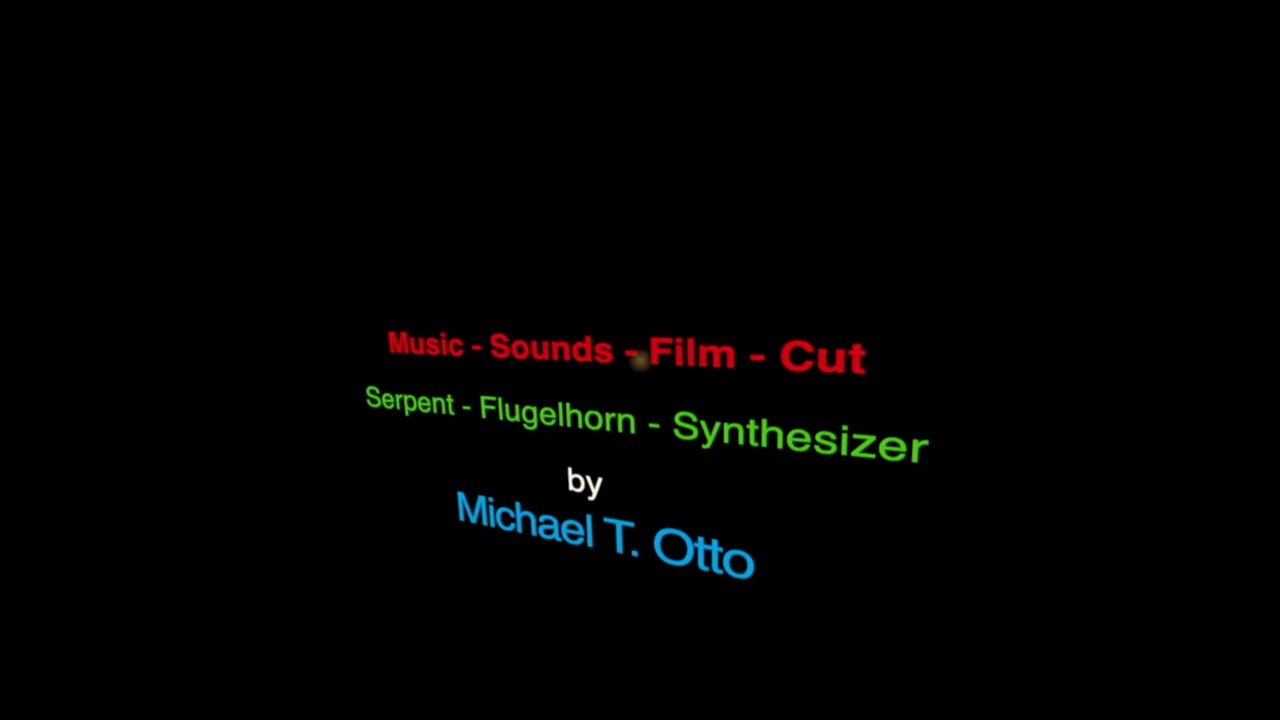 Music - Sounds - Film - Cut
Serpent - Flugelhorn - Synthesizer
by
Michael T. Otto